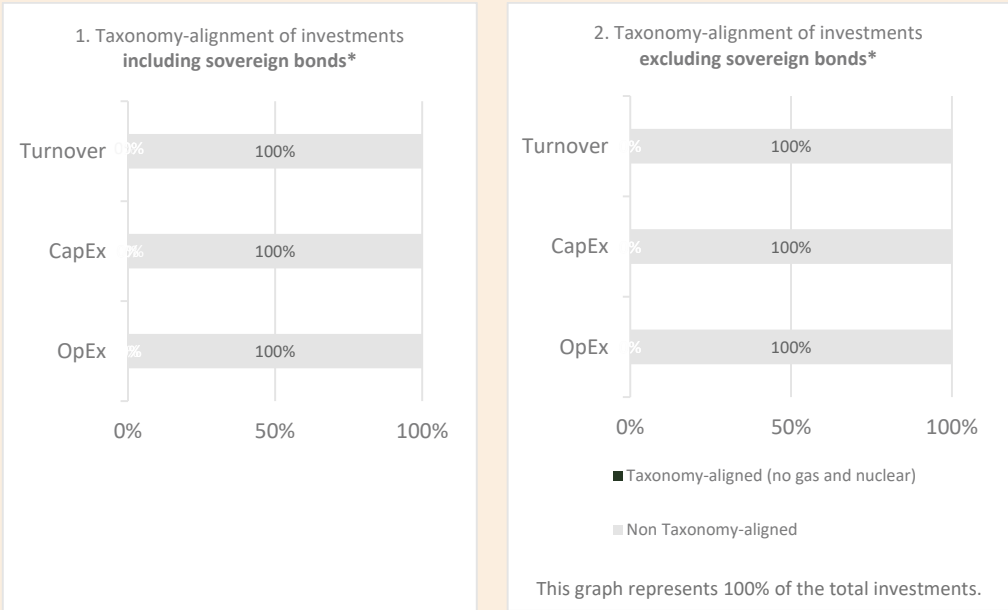 1. Taxonomy-alignment of investments
including sovereign bonds*
Turnover
100%
CapEx
100%
OpEx
100%
0%
50%
100%
2. Taxonomy-alignment of investments
excluding sovereign bonds*
Turnover
100%
CapEx
100%
OpEx
100%
0%
50%
100%
Taxonomy-aligned (no gas and nuclear)
Non Taxonomy-aligned
This graph represents 100% of the total investments.